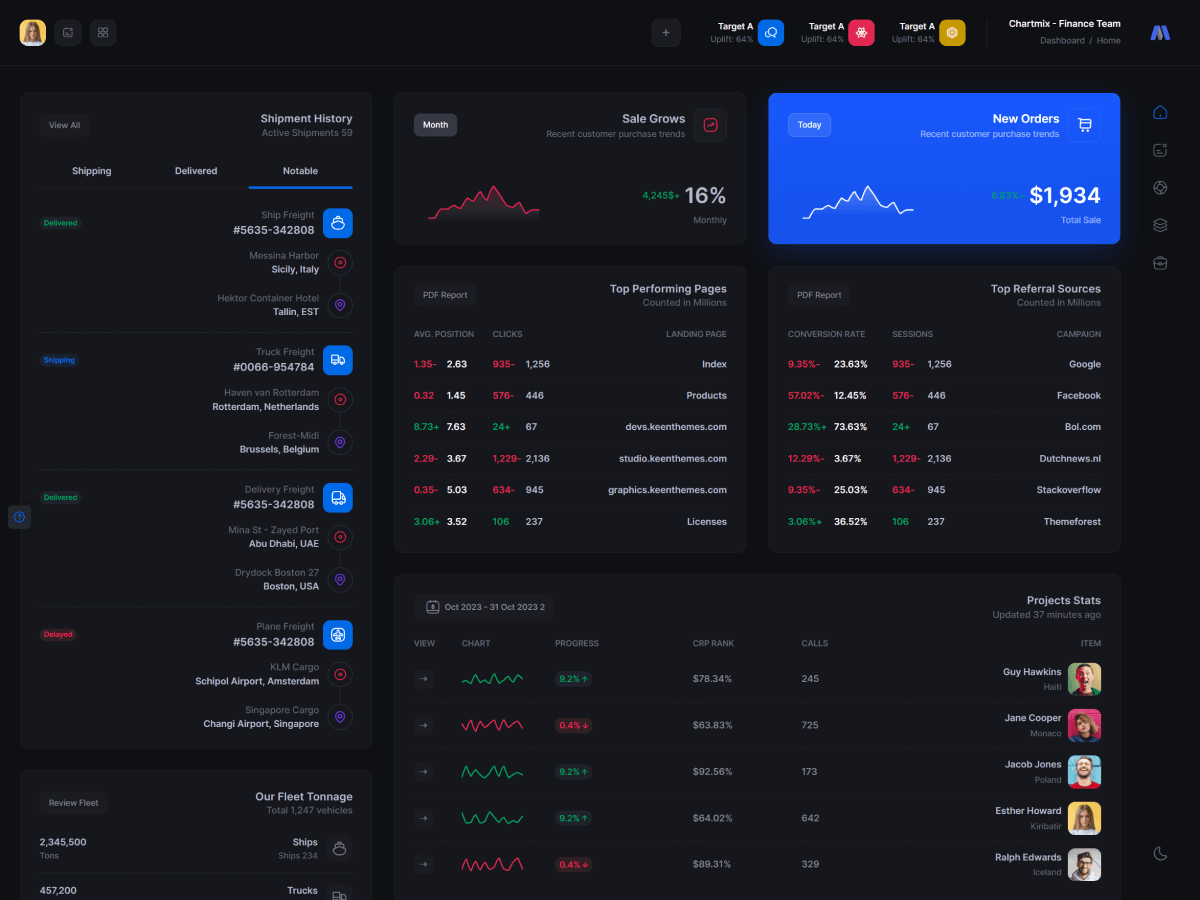 Target A
Uplift: 64%
Target A
Uplift: 64%
Target A
Uplift: 64%
Chartmix - Finance Team
Dashboard / Home
View All
Shipment History
Active Shipments 59
Shipping
Delivered
Notable
Delivered
Ship Freight
#5635-342808
Messina Harbor
Sicily, Italy
Hektor Container Hotel
Tallin, EST
Shipping
Truck Freight
#0066-954784
Haven van Rotterdam
Rotterdam, Netherlands
Forest-Midi
Brussels, Belgium
Delivered
Delivery Freight
#5635-342808
Mina St - Zayed Port
Abu Dhabi, UAE
Drydock Boston 27
Boston, USA
Delayed
Plane Freight
#5635-342808
KLM Cargo
Schipol Airport, Amsterdam
Singapore Cargo
Changi Airport, Singapore
Review Fleet
Our Fleet Tonnage
Total 1,247 vehicles
2,345,500
Tons
Ships
Ships 234
457,200
Trucks
Month
Sale Grows
Recent customer purchase trends
4,245$+ 16%
Monthly
Today
New Orders
Recent customer purchase trends
6.83%- $1,934
Total Sale
PDF Report
Top Performing Pages
Counted in Millions
AVG. POSITION CLICKS LANDING PAGE
1.35- 2.63 935- 1,256 Index
0.32 1.45 576- 446 Products
8.73+ 7.63 24+ 67 devs.keenthemes.com
2.29- 3.67 1,229- 2,136 studio.keenthemes.com
0.35- 5.03 634- 945 graphics.keenthemes.com
3.06+ 3.52 106 237 Licenses
PDF Report
Top Referral Sources
Counted in Millions
CONVERSION RATE SESSIONS CAMPAIGN
9.35%- 23.63% 935- 1,256 Google
57.02%- 12.45% 576- 446 Facebook
28.73%+ 73.63% 24+ 67 Bol.com
12.29%- 3.67% 1,229- 2,136 Dutchnews.nl
9.35%- 25.03% 634- 945 Stackoverflow
3.06%+ 36.52% 106 237 Themeforest
Oct 2023 - 31 Oct 2023 2
Projects Stats
Updated 37 minutes ago
VIEW CHART PROGRESS CRP RANK CALLS ITEM
9.2% $78.34% 245 Guy Hawkins
Haiti
0.4% $63.83% 725 Jane Cooper
Monaco
9.2% $92.56% 173 Jacob Jones
Poland
9.2% $64.02% 642 Esther Howard
Kiribatir
0.4% $89.31% 329 Ralph Edwards
Iceland